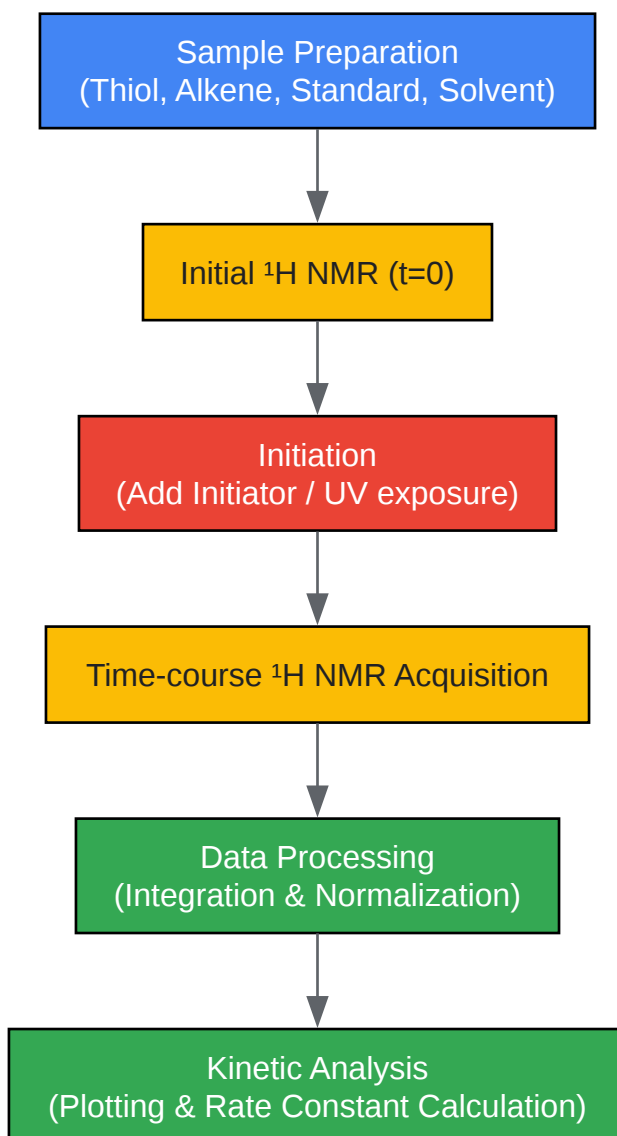 Sample Preparation
(Thiol, Alkene, Standard, Solvent)
Initial ¹H NMR (t=0)
Initiation
(Add Initiator / UV exposure)
Time-course ¹H NMR Acquisition
Data Processing
(Integration & Normalization)
Kinetic Analysis
(Plotting & Rate Constant Calculation)